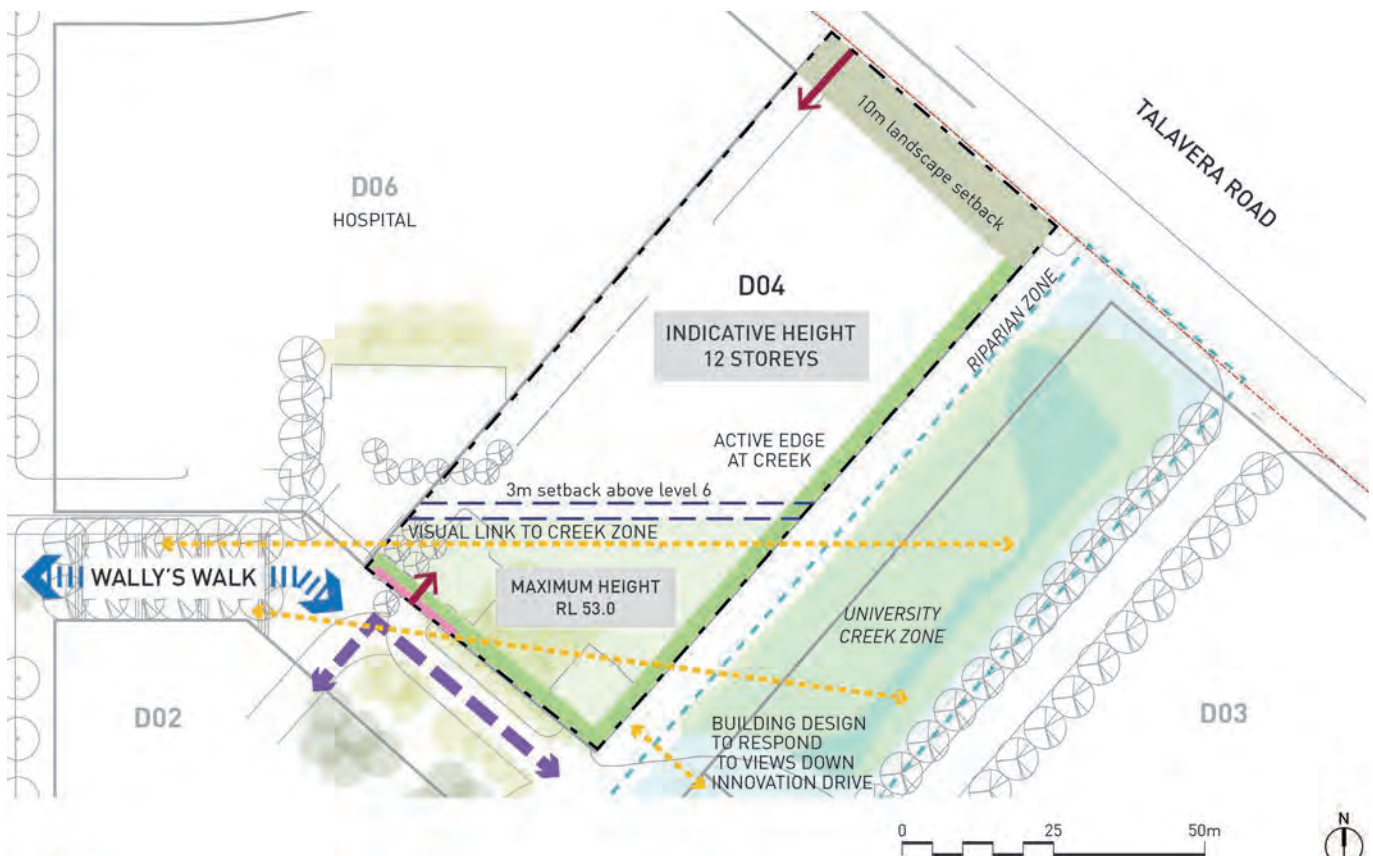 TALAVERA ROAD
10m landscape setback
D06
HOSPITAL
D04
INDICATIVE HEIGHT
12 STOREYS
RIPARIAN ZONE
ACTIVE EDGE
AT CREEK
3m setback above level 6
VISUAL LINK TO CREEK ZONE
WALLY'S WALK
MAXIMUM HEIGHT
RL 53.0
UNIVERSITY
CREEK ZONE
D02
D03
BUILDING DESIGN
TO RESPOND
TO VIEWS DOWN
INNOVATION DRIVE
0 25 50m
N